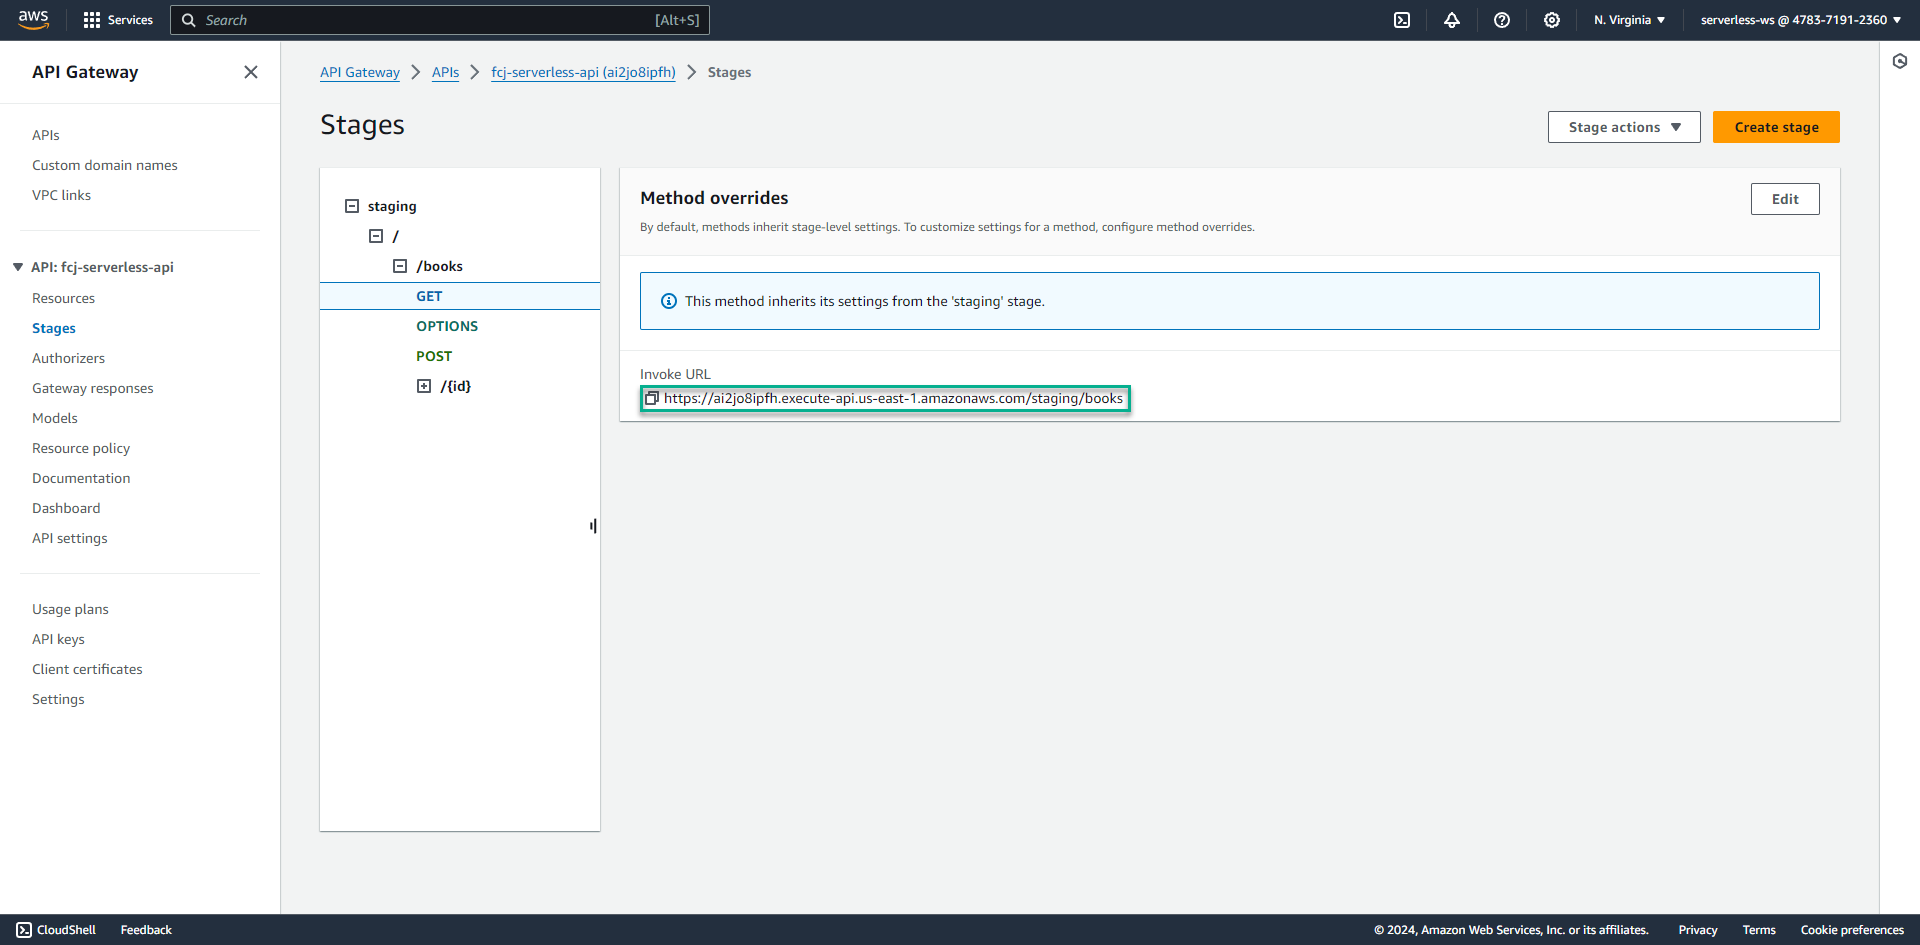 aws
Services
Search
[Alt+S]
N. Virginia
serverless-ws @ 4783-7191-2360
API Gateway
APIs
Custom domain names
VPC links
API: fcj-serverless-api
Resources
Stages
Authorizers
Gateway responses
Models
Resource policy
Documentation
Dashboard
API settings
Usage plans
API keys
Client certificates
Settings
API Gateway
APIs
fcj-serverless-api (ai2jo8ipfh)
Stages
Stages
Stage actions
Create stage
staging
/
/books
GET
OPTIONS
POST
/{id}
Method overrides
Edit
By default, methods inherit stage-level settings. To customize settings for a method, configure method overrides.
This method inherits its settings from the 'staging' stage.
Invoke URL
https://ai2jo8ipfh.execute-api.us-east-1.amazonaws.com/staging/books
CloudShell
Feedback
© 2024, Amazon Web Services, Inc. or its affiliates.
Privacy
Terms
Cookie preferences